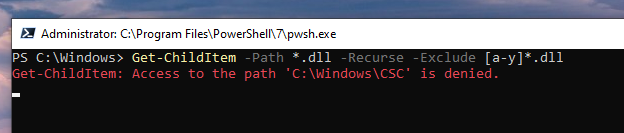 Administrator: C:\Program Files\PowerShell\7\pwsh.exe
PS C:\Windows> Get-ChildItem -Path *.dll -Recurse -Exclude [a-y]*.dll
Get-ChildItem: Access to the path 'C:\Windows\CSC' is denied.